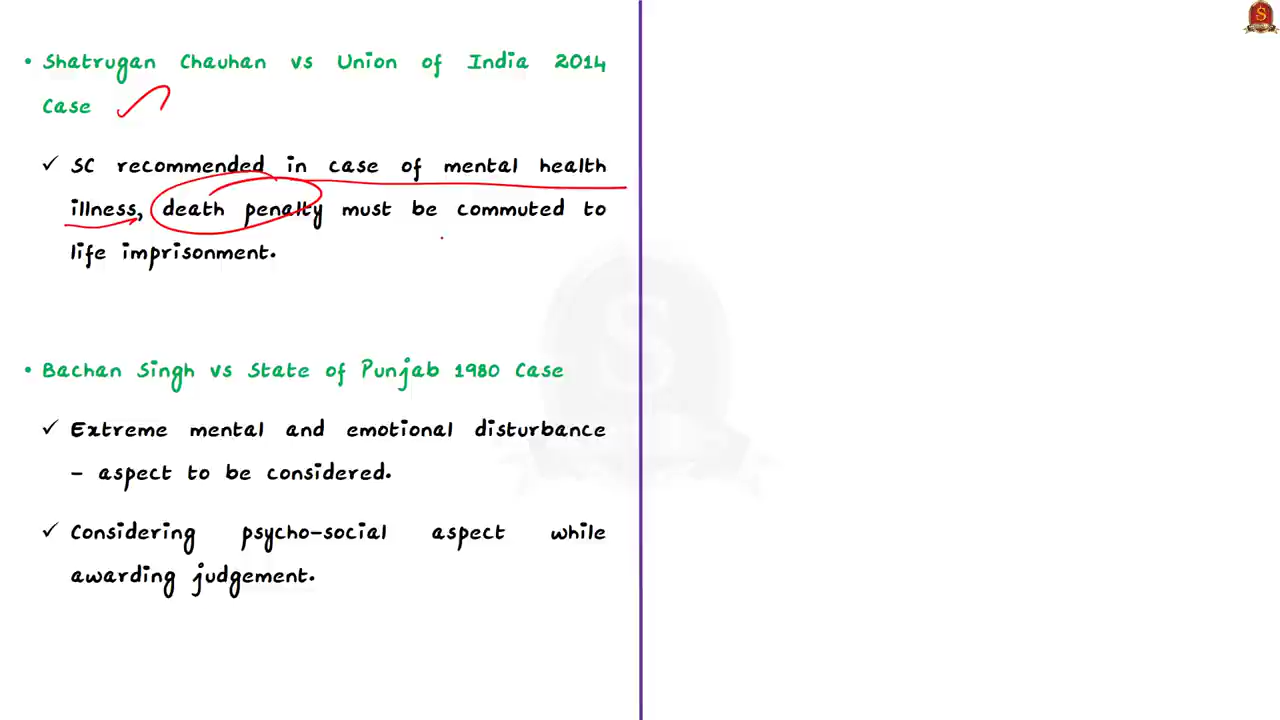 • Shatrugan Chauhan vs Union of India 2014
Case
✓ SC recommended in case of mental health
illness, death penalty must be commuted to
life imprisonment.
• Bachan Singh vs State of Punjab 1980 Case
✓ Extreme mental and emotional disturbance
- aspect to be considered.
✓ Considering psycho-social aspect while
awarding judgement.
S
S